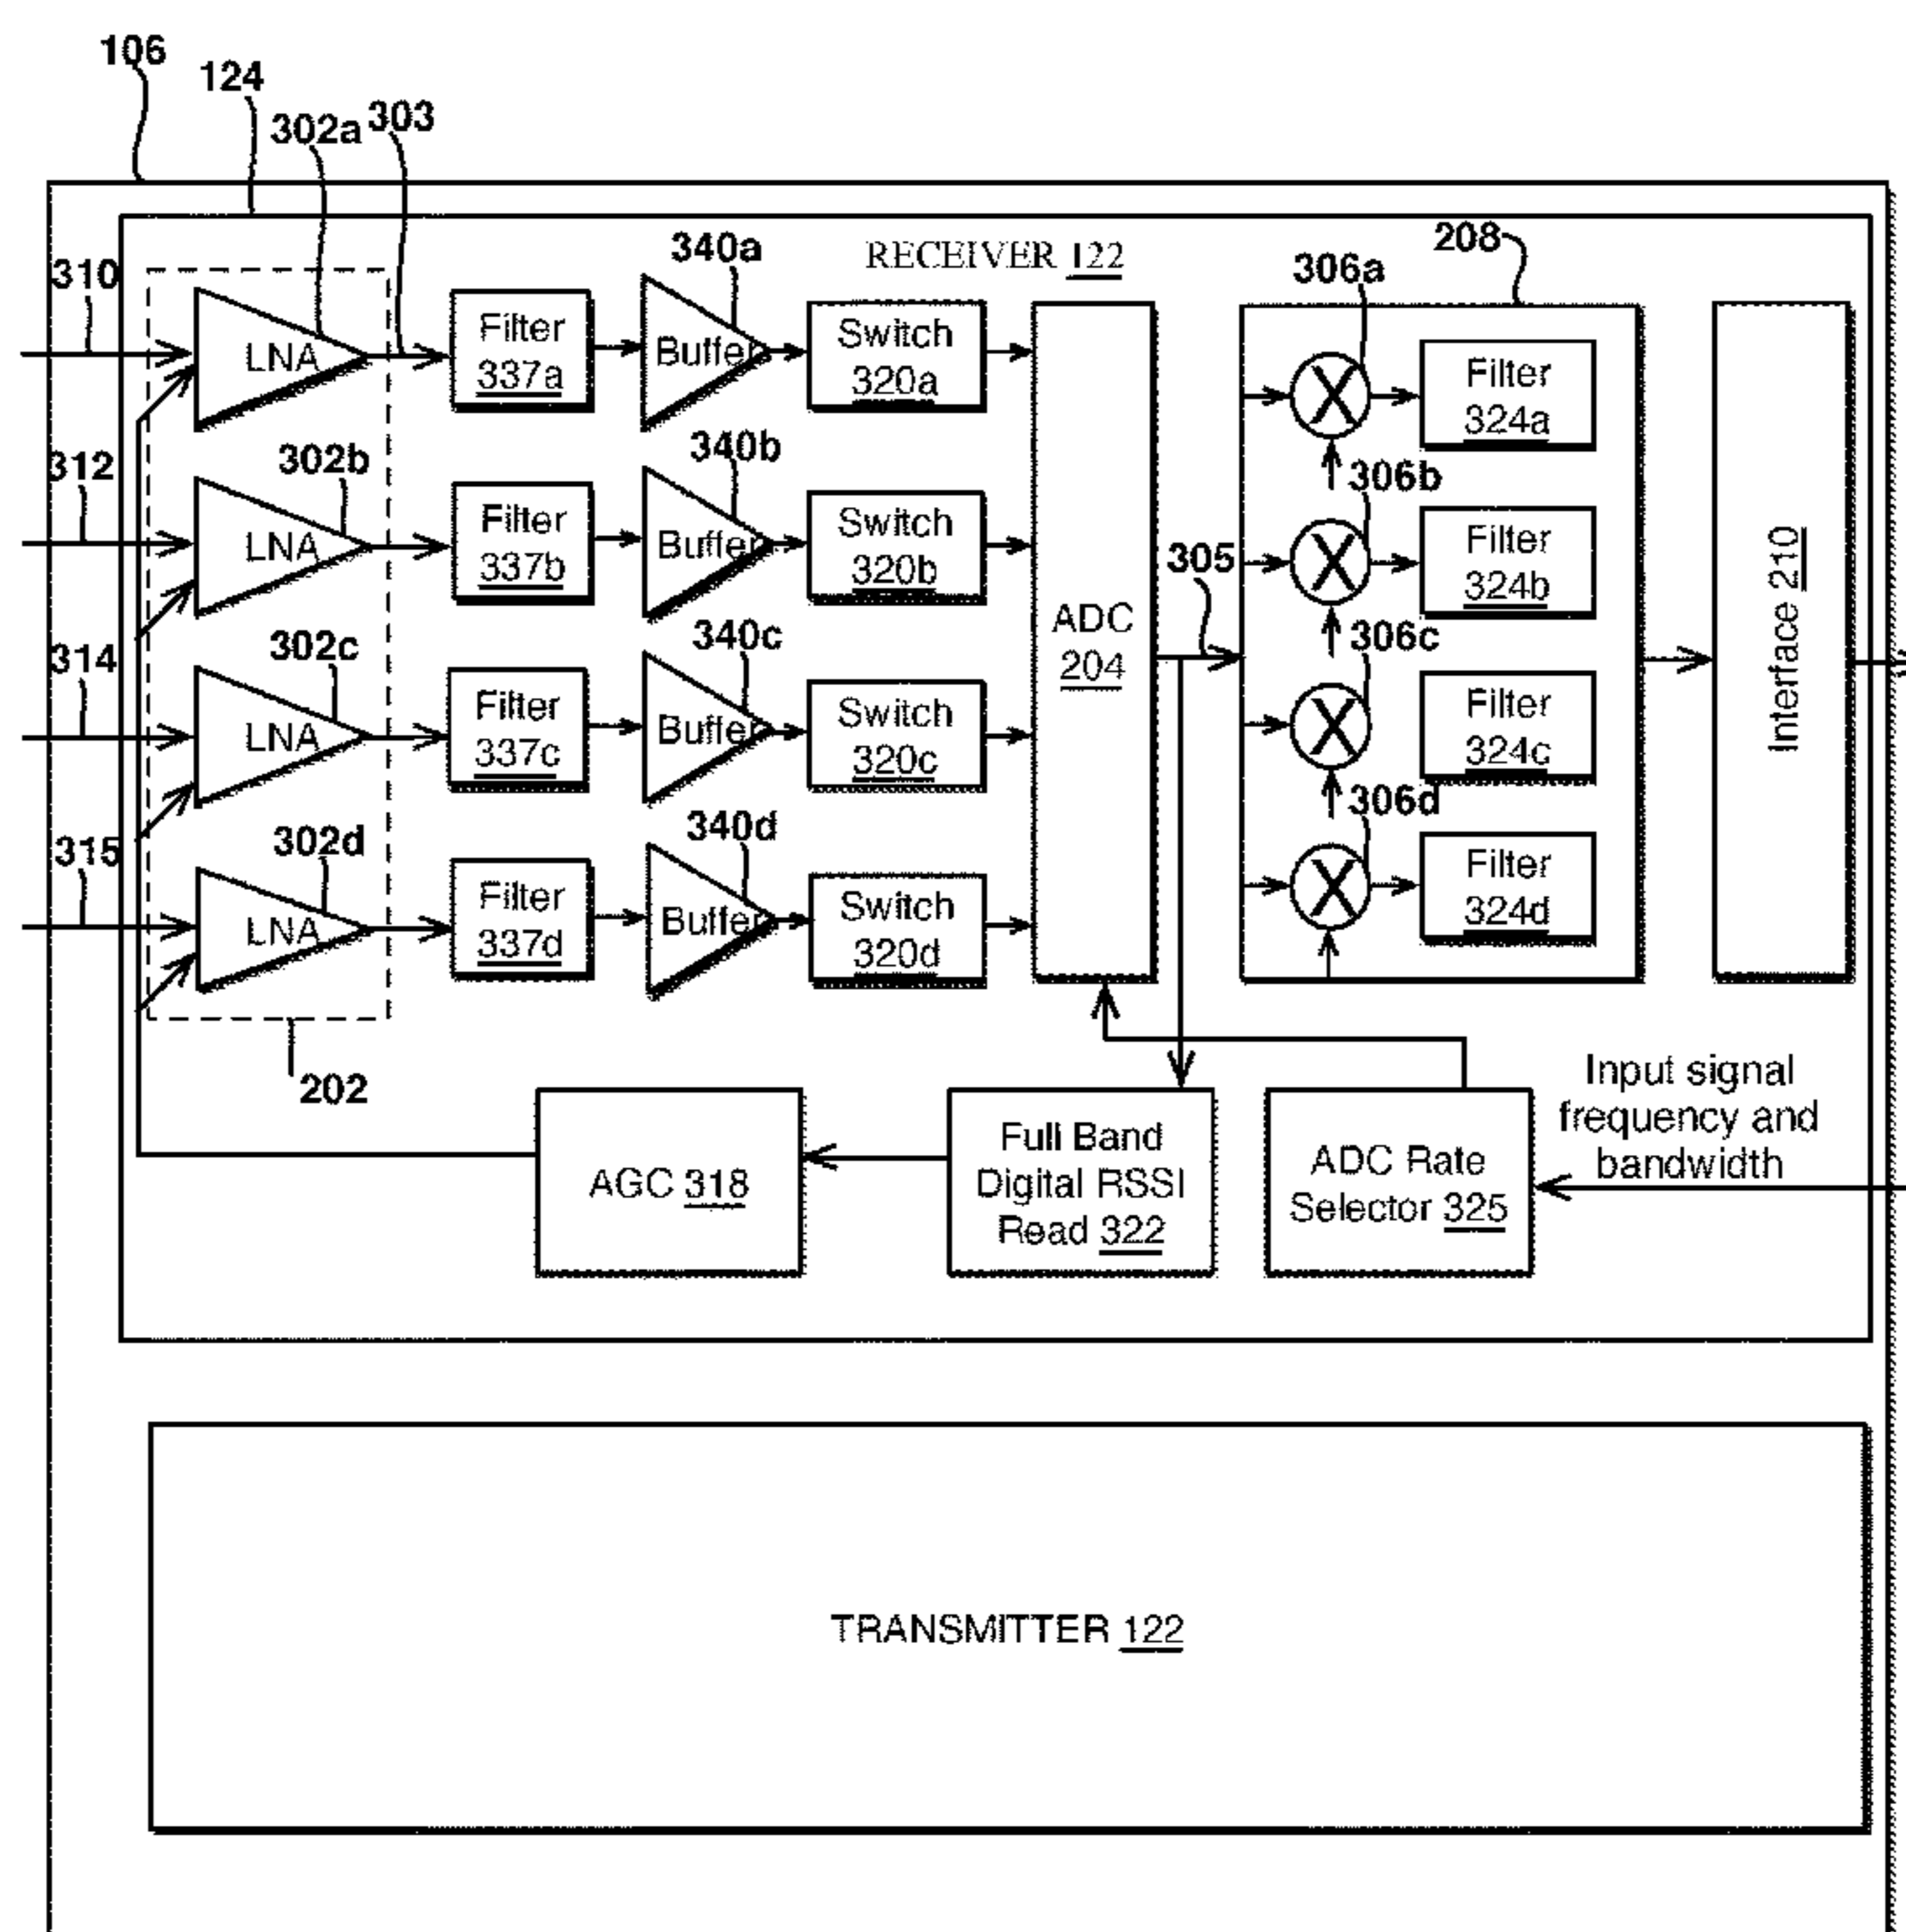 106
124
302a
303
310
340a
RECEIVER 122
208
306a
LNA
Filter
337a
Buffer
Switch
320a
X
Filter
324a
312
302b
340b
306b
LNA
Filter
337b
Buffer
Switch
320b
305
X
Filter
324b
314
302c
340c
ADC
204
306c
Interface 210
LNA
Filter
337c
Buffer
Switch
320c
X
Filter
324c
315
302d
340d
306d
LNA
Filter
337d
Buffer
Switch
320d
X
Filter
324d
202
Input signal
frequency and
bandwidth
AGC 318
Full Band
Digital RSSI
Read 322
ADC Rate
Selector 325
TRANSMITTER 122